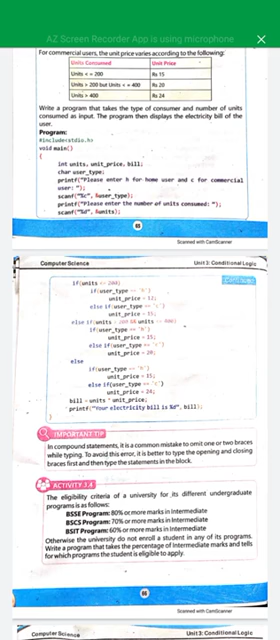 AZ Screen Recorder App is using microphone
For commercial users, the unit price varies according to the following:
Units Consumed Unit Price
Units < = 200 Rs 15
Units > 200 but Units < = 400 Rs 20
Units > 400 Rs 24
Write a program that takes the type of consumer and number of units
consumed as input. The program then displays the electricity bill of the
user.
Program:
#include<stdio.h>
void main()
{
int units, unit_price, bill;
char user_type;
printf("Please enter h for home user and c for commercial
user: ");
scanf("%c", &user_type);
printf("Please enter the number of units consumed: ");
scanf("%d", &units);
65
Scanned with CamScanner
Computer Science Unit 3: Conditional Logic
if(units <= 200)
if(user_type == 'h')
unit_price = 12;
else if(user_type == 'c')
unit_price = 15;
else if(units > 200 && units <= 400)
if(user_type == 'h')
unit_price = 15;
else if(user_type == 'c')
unit_price = 20;
else
if(user_type == 'h')
unit_price = 15;
else if(user_type == 'c')
unit_price = 24;
bill = units * unit_price;
printf("Your electricity bill is %d", bill);
}
IMPORTANT TIP
In compound statements, it is a common mistake to omit one or two braces
while typing. To avoid this error, it is better to type the opening and closing
braces first and then type the statements in the block.
ACTIVITY 3.4
The eligibility criteria of a university for its different undergraduate
programs is as follows:
BSSE Program: 80% or more marks in Intermediate
BSCS Program: 70% or more marks in Intermediate
BSIT Program: 60% or more marks in Intermediate
Otherwise the university do not enroll a student in any of its programs.
Write a program that takes the percentage of Intermediate marks and tells
for which programs the student is eligible to apply.
66
Scanned with CamScanner
Computer Science Unit 3: Conditional Logic